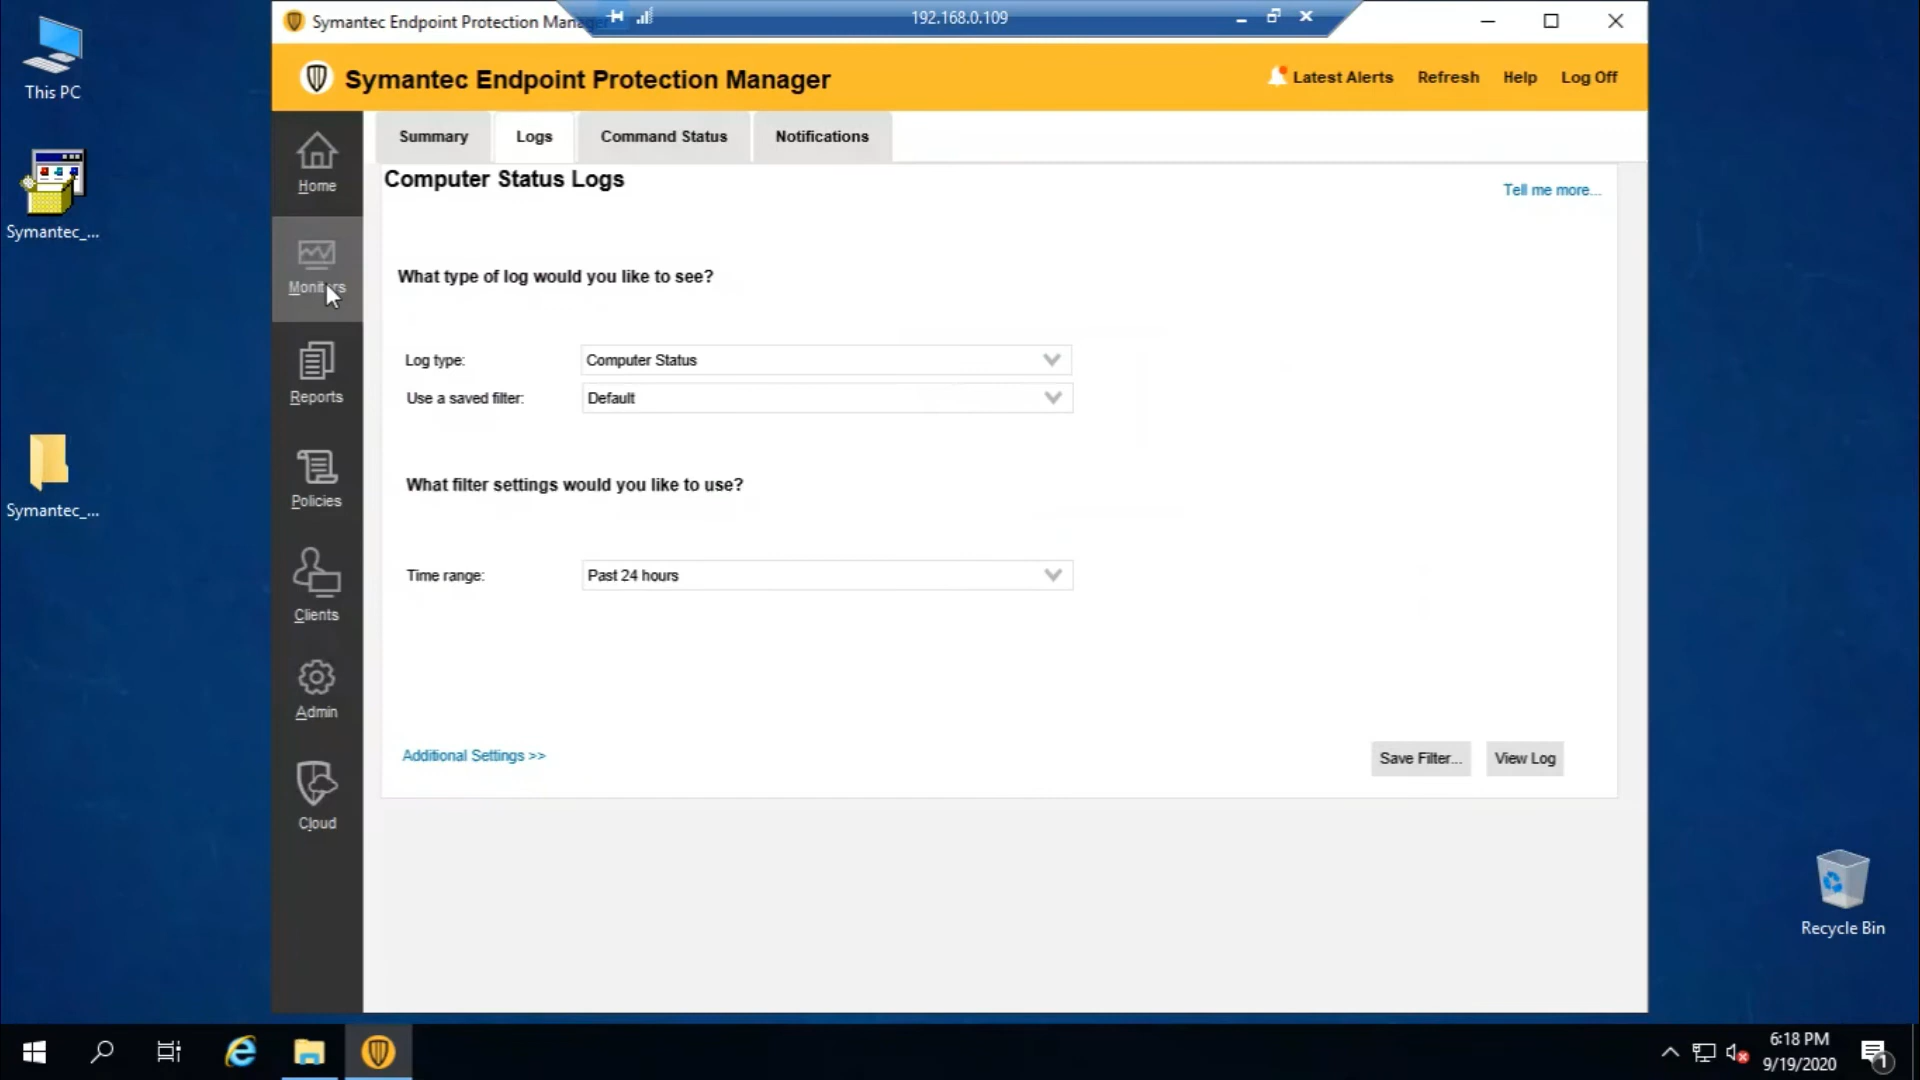 This PC
Symantec_...
Symantec_...
Recycle Bin
Symantec Endpoint Protection Manager
192.168.0.109
Symantec Endpoint Protection Manager
Latest Alerts
Refresh
Help
Log Off
Home
Monitors
Reports
Policies
Clients
Admin
Cloud
Summary
Logs
Command Status
Notifications
Computer Status Logs
Tell me more...
What type of log would you like to see?
Log type:
Computer Status
Use a saved filter:
Default
What filter settings would you like to use?
Time range:
Past 24 hours
Additional Settings >>
Save Filter...
View Log
6:18 PM
9/19/2020
1